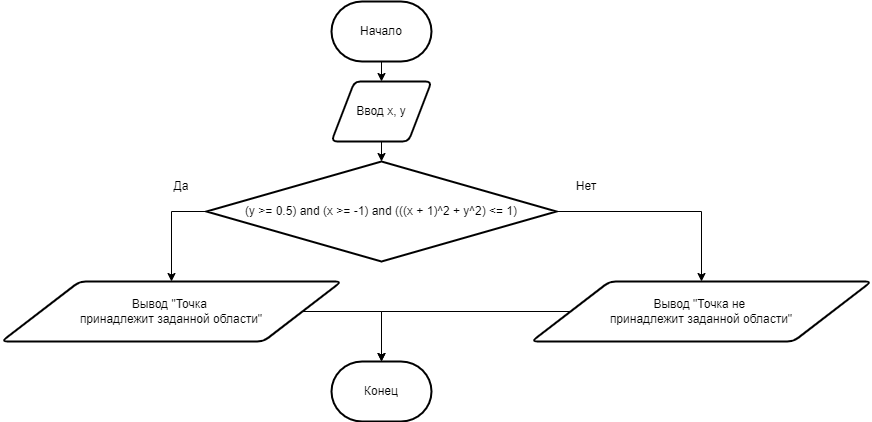 Начало
Ввод x, y
Да
Нет
(y >= 0.5) and (x >= -1) and (((x + 1)^2 + y^2) <= 1)
Вывод "Точка
принадлежит заданной области"
Вывод "Точка не
принадлежит заданной области"
Конец